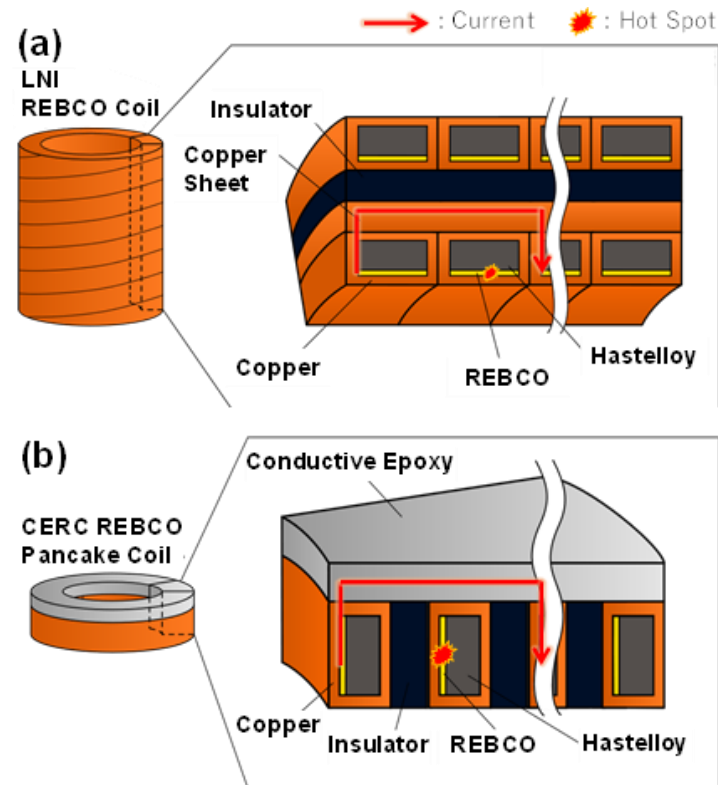 : Current : Hot Spot
(a)
LNI
REBCO Coil
Insulator
Copper
Sheet
Copper
REBCO
Hastelloy
(b)
Conductive Epoxy
CERC REBCO
Pancake Coil
Copper
Insulator
REBCO
Hastelloy